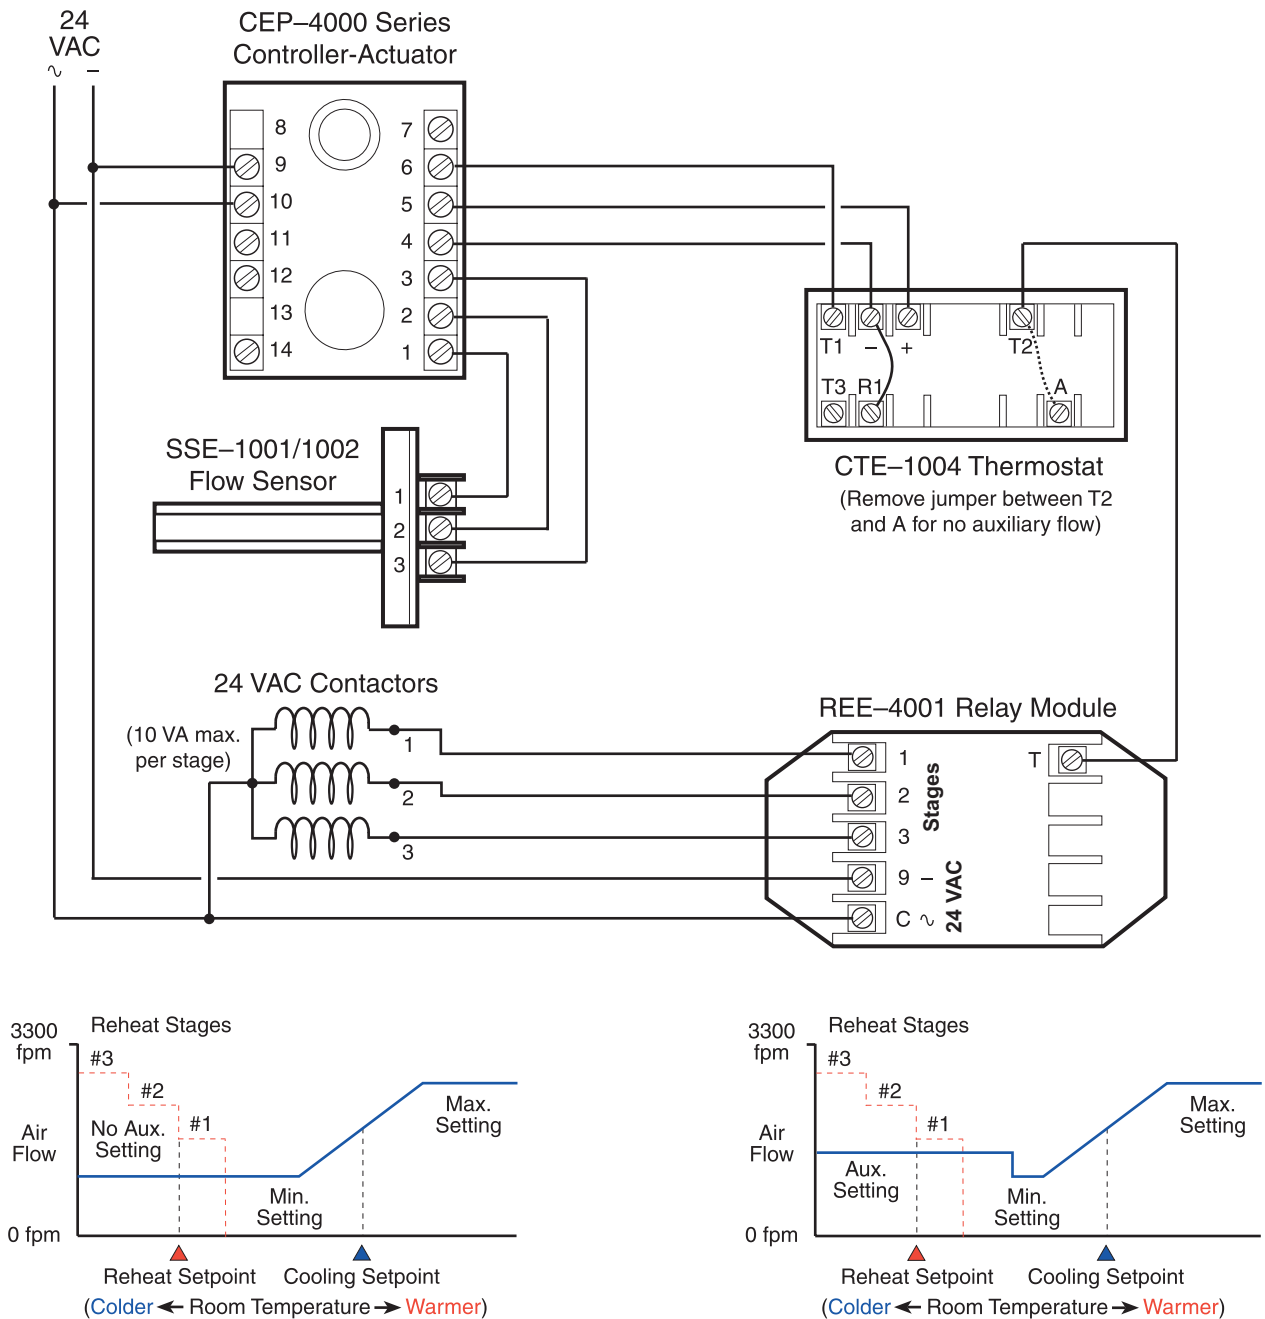 24
VAC
∿ –
CEP–4000 Series
Controller-Actuator
8
9
10
11
12
13
14
7
6
5
4
3
2
1
T1 – +
T2
T3 R1
A
CTE–1004 Thermostat
(Remove jumper between T2
and A for no auxiliary flow)
SSE–1001/1002
Flow Sensor
1
2
3
24 VAC Contactors
(10 VA max.
per stage)
1
2
3
REE–4001 Relay Module
1
2
3
Stages
9 –
C ∿
24 VAC
T
Reheat Stages
3300
fpm
#3
#2
#1
No Aux.
Setting
Air
Flow
Max.
Setting
Min.
Setting
0 fpm
Reheat Setpoint
Cooling Setpoint
(Colder ← Room Temperature → Warmer)
Reheat Stages
3300
fpm
#3
#2
#1
Air
Flow
Aux.
Setting
Max.
Setting
Min.
Setting
0 fpm
Reheat Setpoint
Cooling Setpoint
(Colder ← Room Temperature → Warmer)